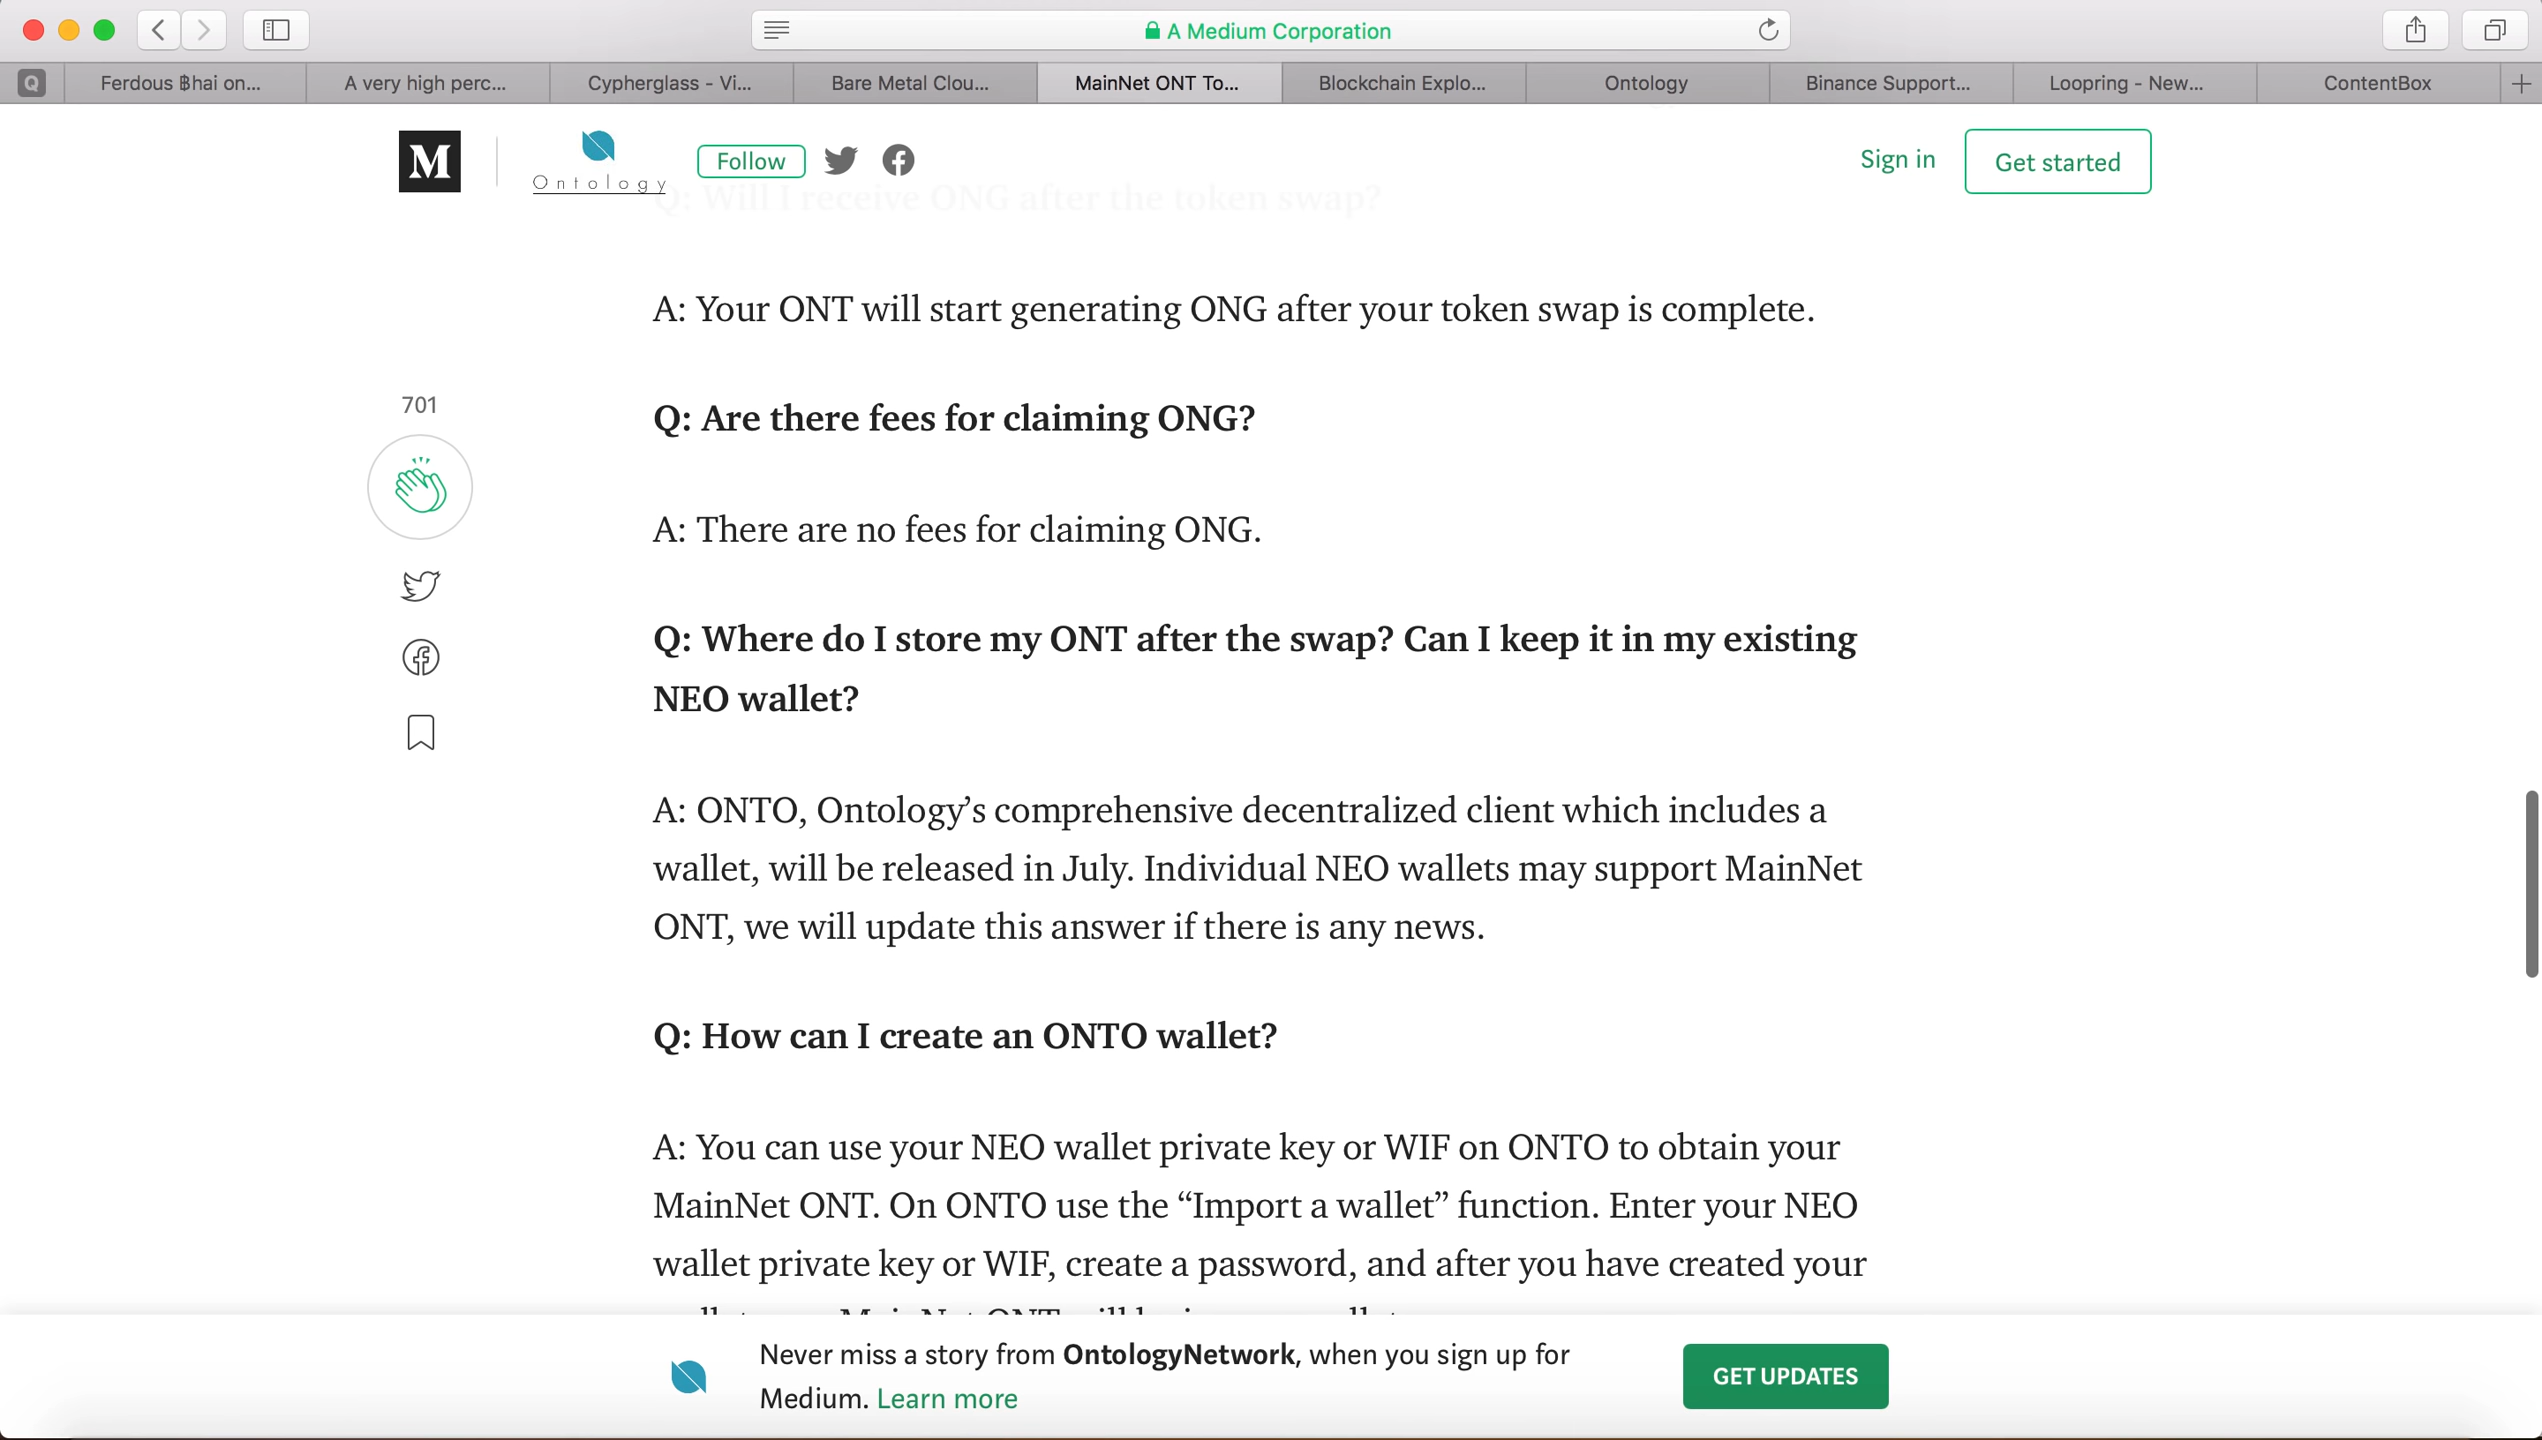 A Medium Corporation
Q
Ferdous ฿hai on...
A very high perc...
Cypherglass - Vi...
Bare Metal Clou...
MainNet ONT To...
Blockchain Explo...
Ontology
Binance Support...
Loopring - New...
ContentBox
M
Ontology
Follow
Sign in
Get started
Q: Will I receive ONG after the token swap?
A: Your ONT will start generating ONG after your token swap is complete.
701
Q: Are there fees for claiming ONG?
A: There are no fees for claiming ONG.
Q: Where do I store my ONT after the swap? Can I keep it in my existing
NEO wallet?
A: ONTO, Ontology’s comprehensive decentralized client which includes a
wallet, will be released in July. Individual NEO wallets may support MainNet
ONT, we will update this answer if there is any news.
Q: How can I create an ONTO wallet?
A: You can use your NEO wallet private key or WIF on ONTO to obtain your
MainNet ONT. On ONTO use the “Import a wallet” function. Enter your NEO
wallet private key or WIF, create a password, and after you have created your
Never miss a story from OntologyNetwork, when you sign up for
Medium. Learn more
GET UPDATES